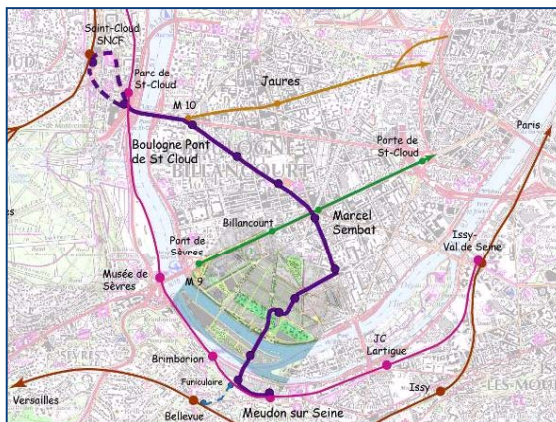 Saint-Cloud
SNCF
Parc de
St-Cloud
Jaures
M 10
Paris
Boulogne Pont
de St Cloud
Porte de
St-Cloud
BILLANCOURT
Billancourt
Marcel
Sembat
Pont de
Sèvres
Issy-
Val de Seine
Musée de
Sèvres
M 9
Brimborion
JC
Lartigue
Funiculaire
Issy
Versailles
Bellevue
Meudon sur Seine